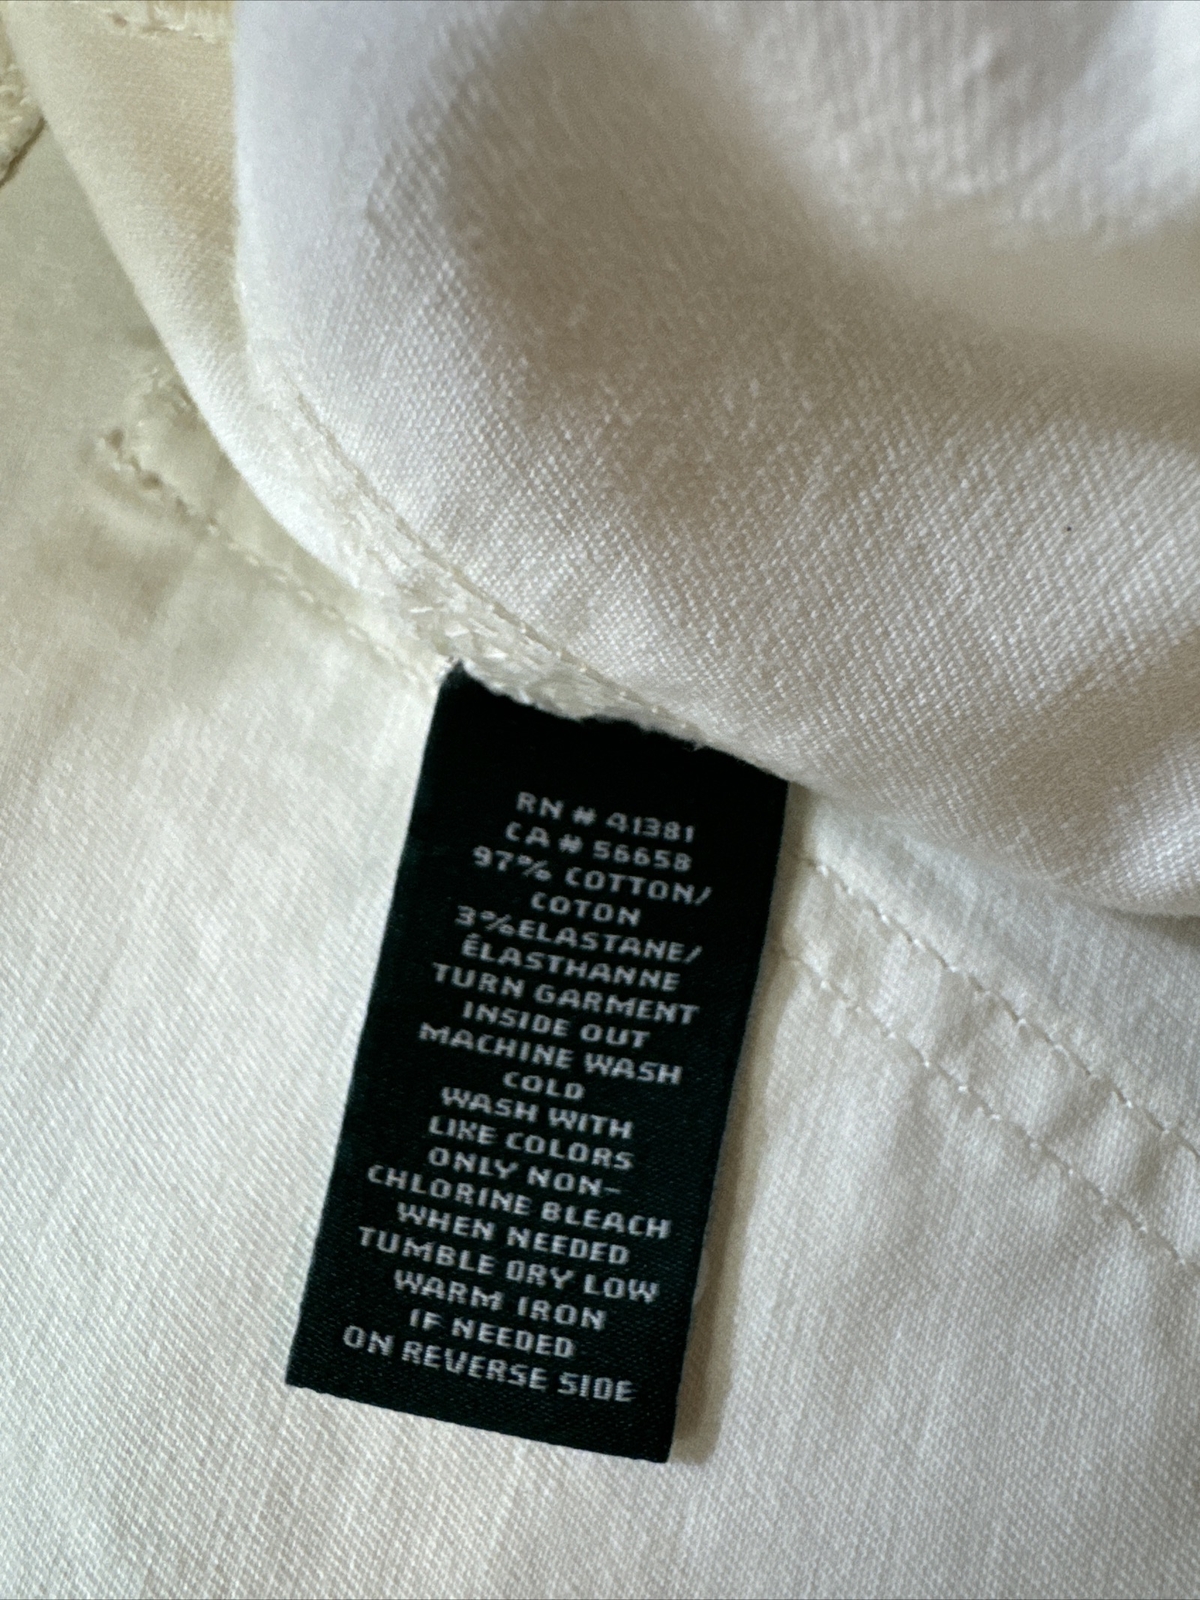 RN # 41381
CA # 56658
97% COTTON/
COTON
3%ELASTANE/
ÉLASTHANNE
TURN GARMENT
INSIDE OUT
MACHINE WASH
COLD
WASH WITH
LIKE COLORS
ONLY NON-
CHLORINE BLEACH
WHEN NEEDED
TUMBLE DRY LOW
WARM IRON
IF NEEDED
ON REVERSE SIDE